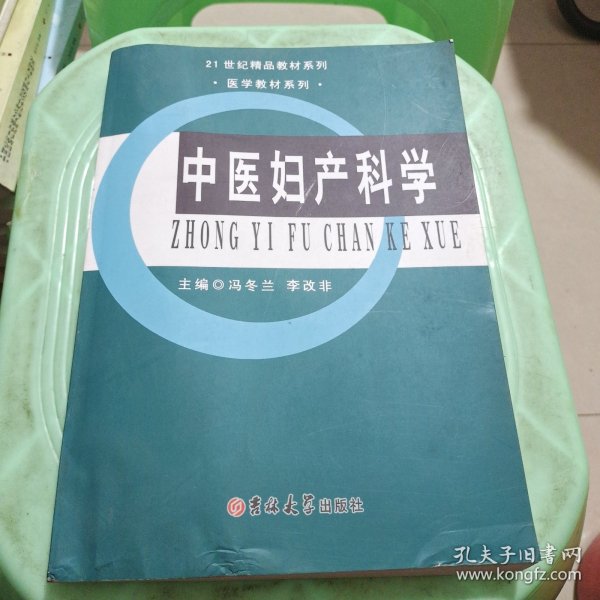 21世纪精品教材系列
·医学教材系列·
中医妇产科学
ZHONG YI FU CHAN KE XUE
主编◎冯冬兰 李改非
吉林大学出版社
孔夫子旧书网
www.kongfz.com